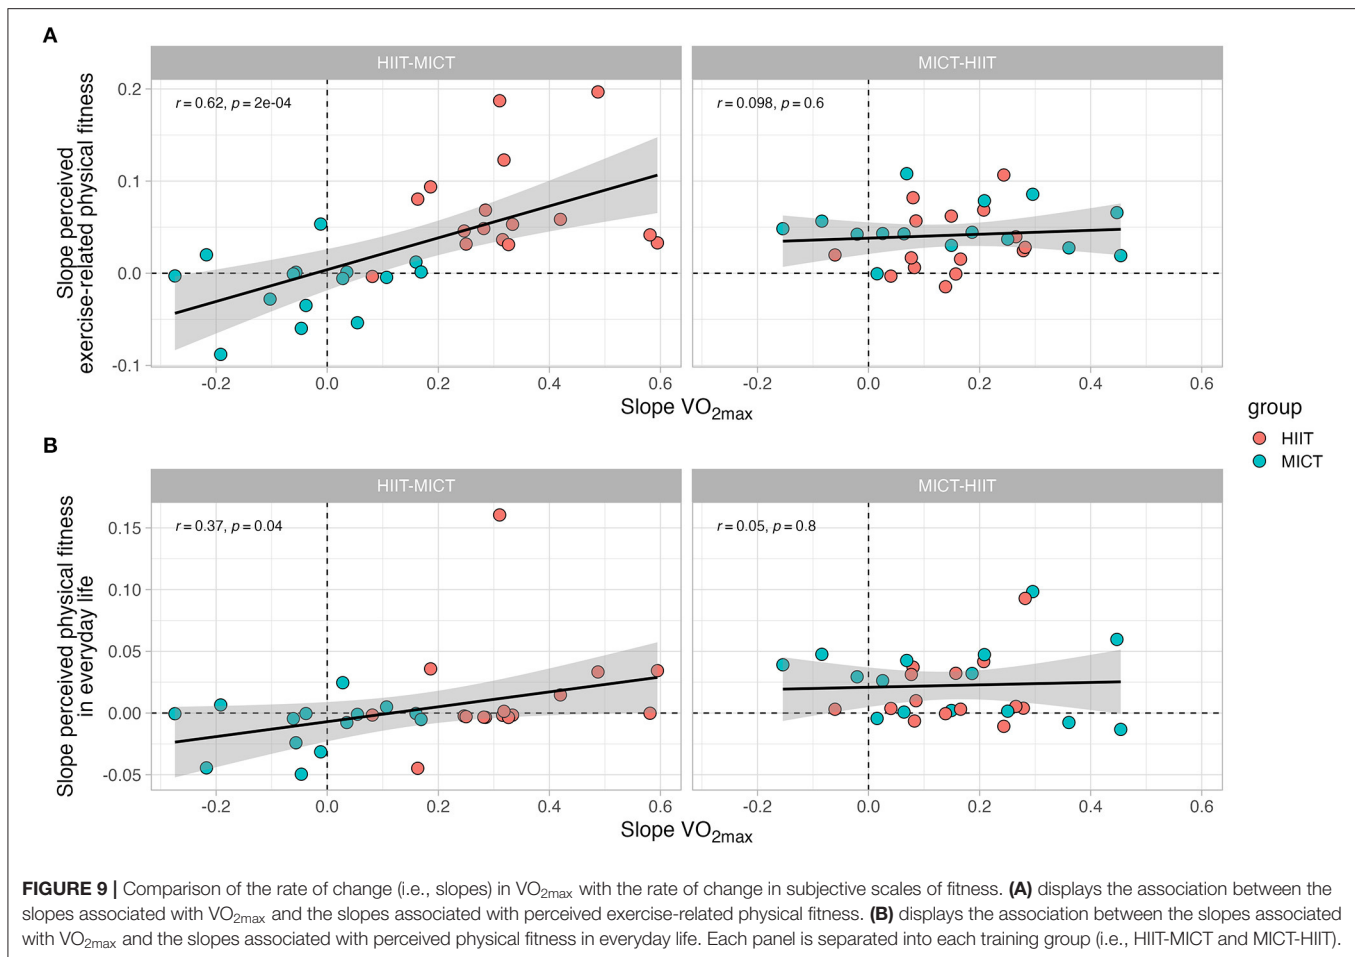 A
HIIT-MICT
MICT-HIIT
Slope perceived
exercise-related physical fitness
0.2
0.1
0.0
-0.1
r = 0.62, p = 2e-04
r = 0.098, p = 0.6
-0.2 0.0 0.2 0.4 0.6
-0.2 0.0 0.2 0.4 0.6
Slope VO2max
group
HIIT
MICT
B
HIIT-MICT
MICT-HIIT
Slope perceived physical fitness
in everyday life
0.15
0.10
0.05
0.00
-0.05
r = 0.37, p = 0.04
r = 0.05, p = 0.8
-0.2 0.0 0.2 0.4 0.6
-0.2 0.0 0.2 0.4 0.6
Slope VO2max
FIGURE 9 | Comparison of the rate of change (i.e., slopes) in VO2max with the rate of change in subjective scales of fitness. (A) displays the association between the
slopes associated with VO2max and the slopes associated with perceived exercise-related physical fitness. (B) displays the association between the slopes associated
with VO2max and the slopes associated with perceived physical fitness in everyday life. Each panel is separated into each training group (i.e., HIIT-MICT and MICT-HIIT).